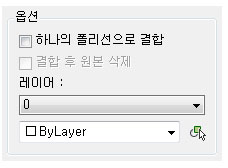 옵션
하나의 폴리선으로 결합
결합 후 원본 삭제
레이어 :
0
ByLayer